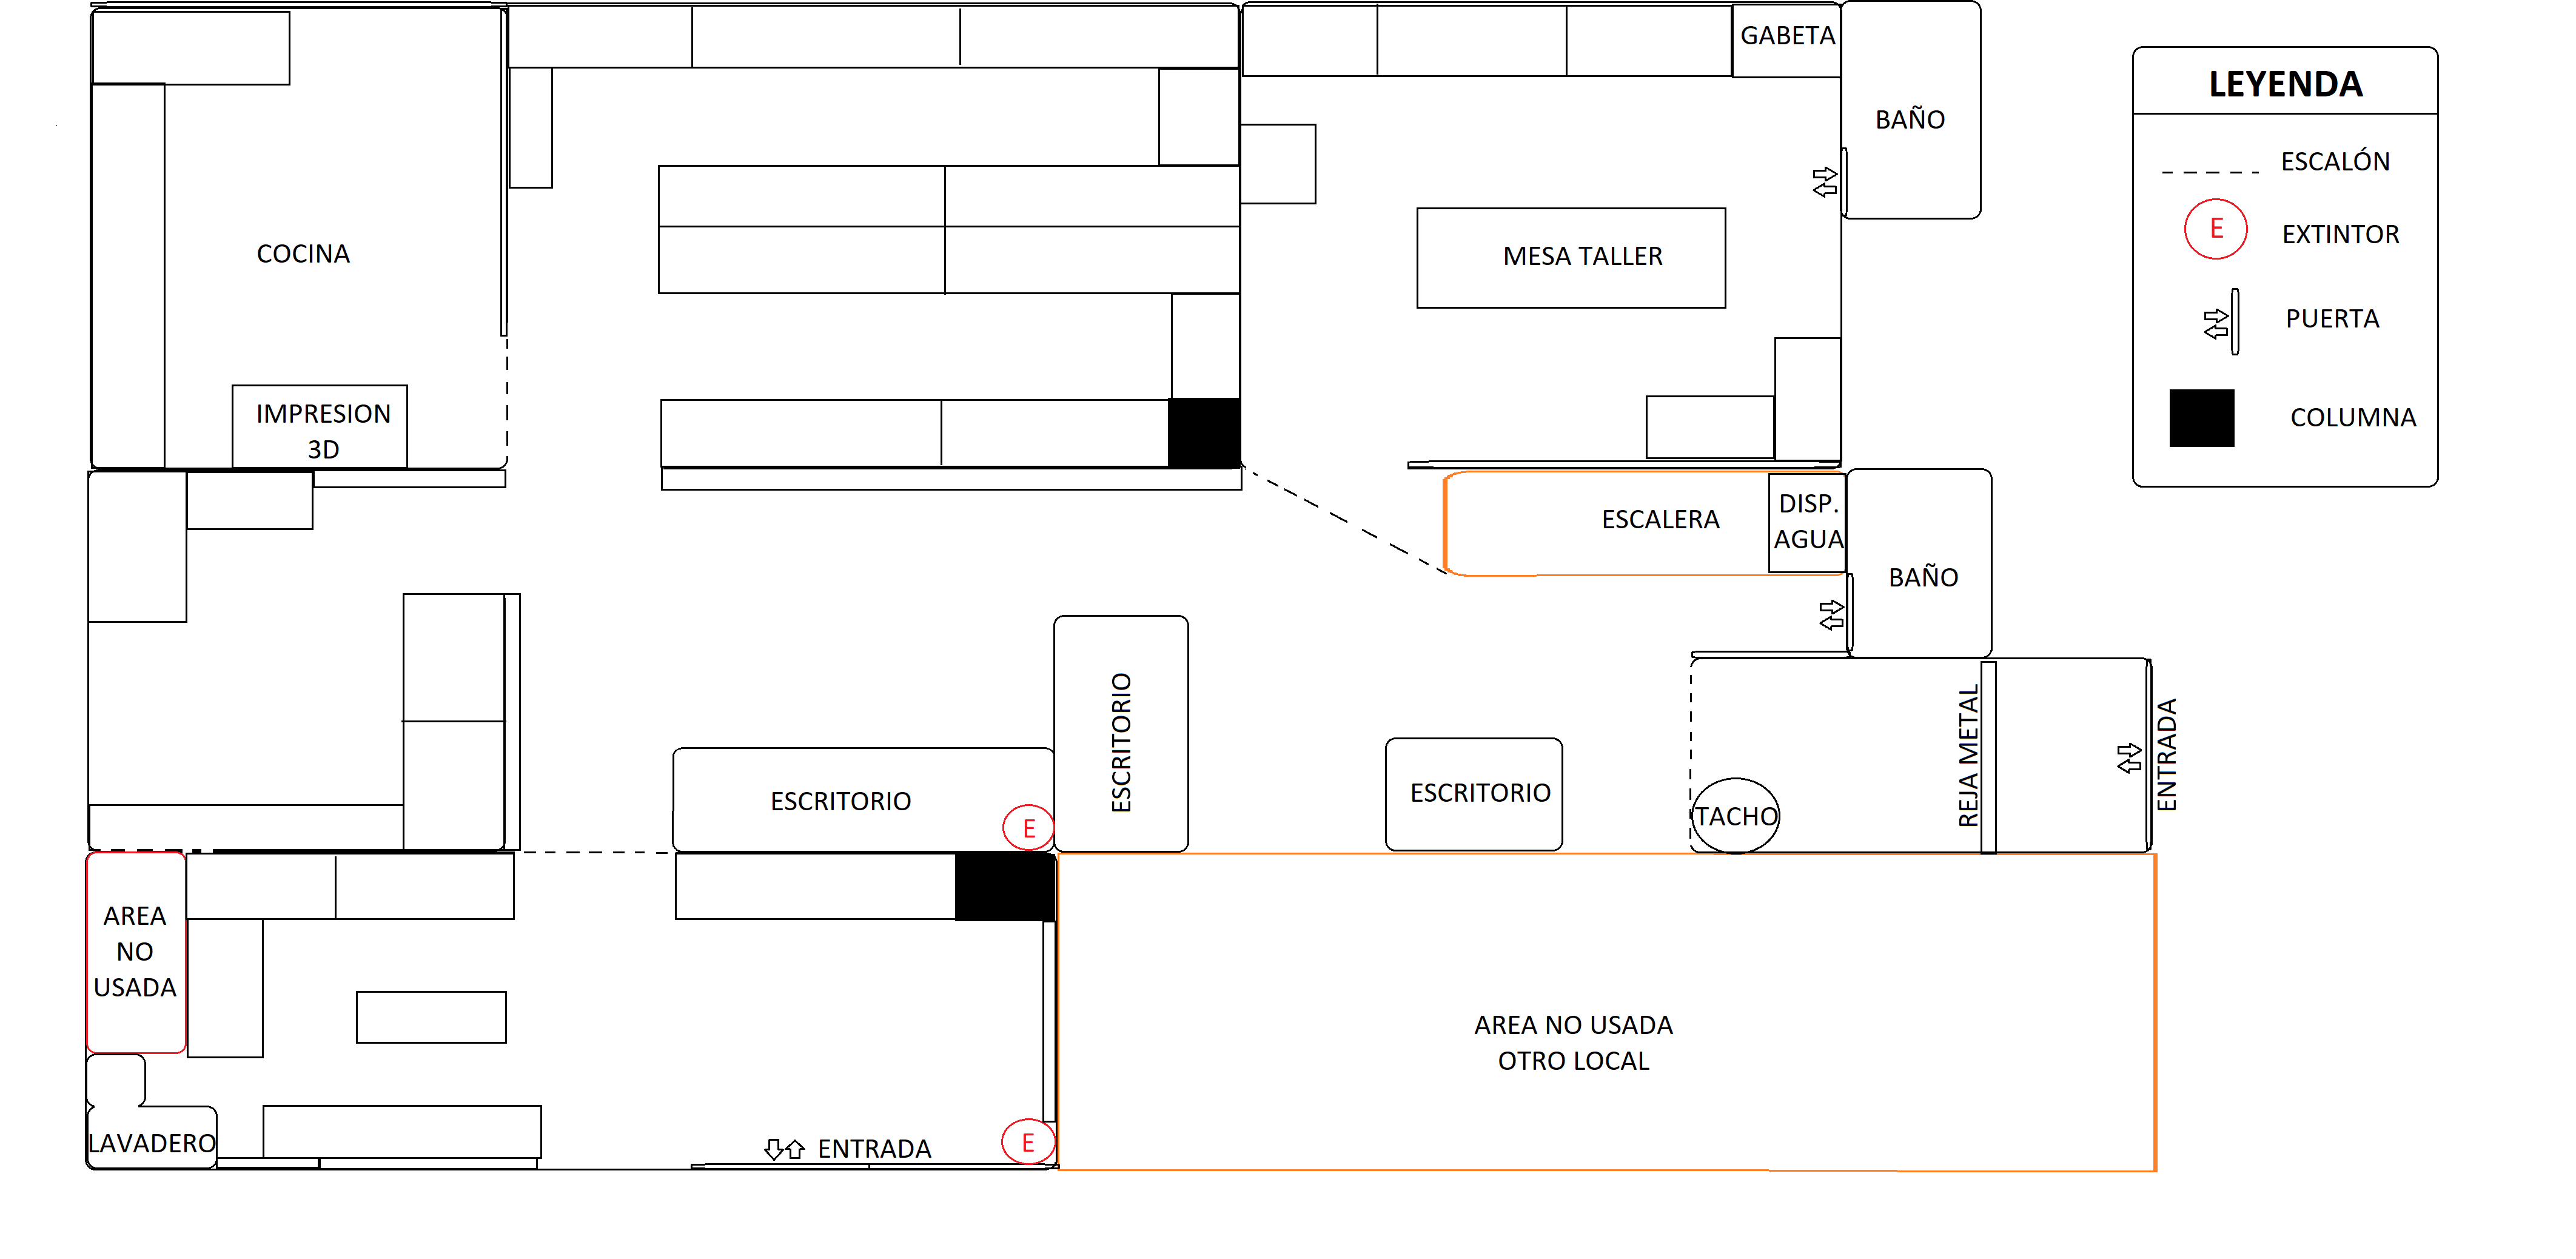 GABETA
BAÑO
LEYENDA
ESCALÓN
E
EXTINTOR
PUERTA
COLUMNA
COCINA
MESA TALLER
IMPRESION
3D
ESCALERA
DISP.
AGUA
BAÑO
ESCRITORIO
ESCRITORIO
E
ESCRITORIO
TACHO
REJA METAL
ENTRADA
AREA
NO
USADA
AREA NO USADA
OTRO LOCAL
LAVADERO
ENTRADA
E